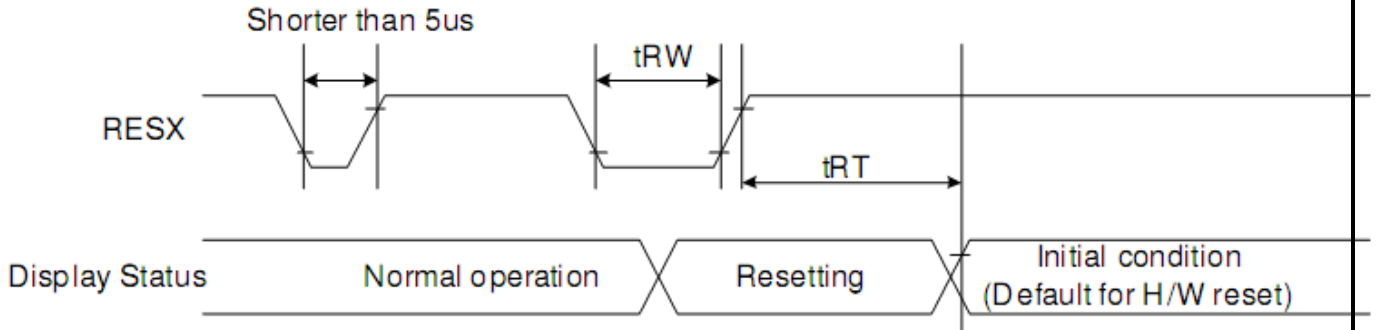 Shorter than 5us
tRW
RESX
tRT
Display Status
Normal operation
Resetting
Initial condition
(Default for H/W reset)